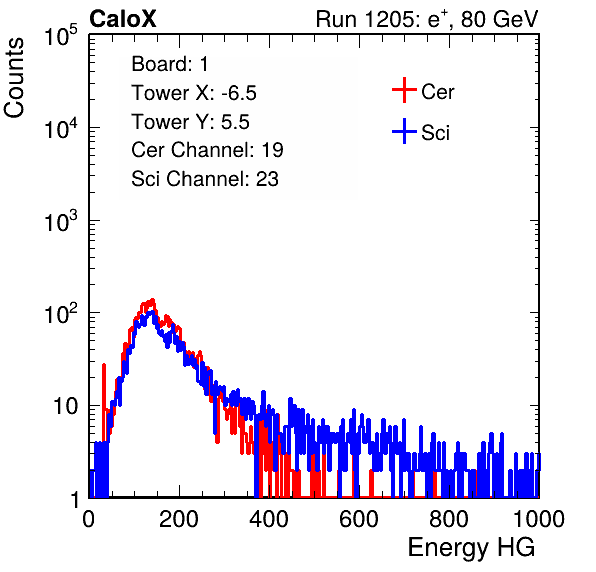 CaloX Run 1205: e⁺, 80 GeV
Counts
Board: 1
Tower X: -6.5
Tower Y: 5.5
Cer Channel: 19
Sci Channel: 23
Cer
Sci
10⁵
10⁴
10³
10²
10
1
0 200 400 600 800 1000
Energy HG